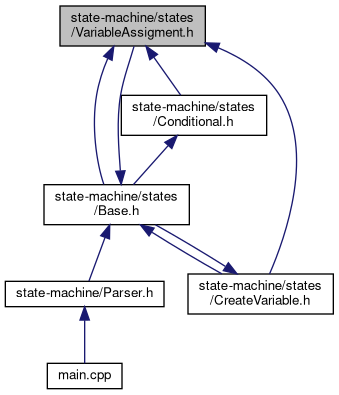 state-machine/states
/VariableAssigment.h
state-machine/states
/Conditional.h
state-machine/states
/Base.h
state-machine/Parser.h
state-machine/states
/CreateVariable.h
main.cpp